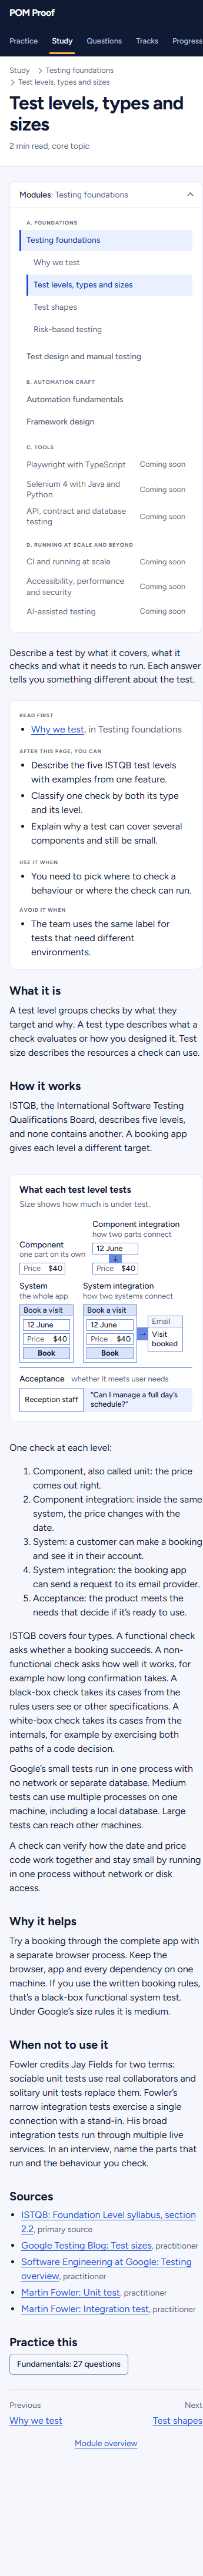 POM Proof
Practice Study Questions Tracks Progress
Study > Testing foundations
> Test levels, types and sizes
Test levels, types and
sizes
2 min read, core topic
Modules: Testing foundations
A. FOUNDATIONS
Testing foundations
Why we test
Test levels, types and sizes
Test shapes
Risk-based testing
Test design and manual testing
B. AUTOMATION CRAFT
Automation fundamentals
Framework design
C. TOOLS
Playwright with TypeScript Coming soon
Selenium 4 with Java and
Python Coming soon
API, contract and database
testing Coming soon
D. RUNNING AT SCALE AND BEYOND
CI and running at scale Coming soon
Accessibility, performance
and security Coming soon
AI-assisted testing Coming soon
Describe a test by what it covers, what it
checks and what it needs to run. Each answer
tells you something different about the test.
READ FIRST
• Why we test, in Testing foundations
AFTER THIS PAGE, YOU CAN
• Describe the five ISTQB test levels
with examples from one feature.
• Classify one check by both its type
and its level.
• Explain why a test can cover several
components and still be small.
USE IT WHEN
• You need to pick where to check a
behaviour or where the check can run.
AVOID IT WHEN
• The team uses the same label for
tests that need different
environments.
What it is
A test level groups checks by what they
target and why. A test type describes what a
check evaluates or how you designed it. Test
size describes the resources a check can use.
How it works
ISTQB, the International Software Testing
Qualifications Board, describes five levels,
and none contains another. A booking app
gives each level a different target.
What each test level tests
Size shows how much is under test.
Component
one part on its own
Price $40
Component integration
how two parts connect
12 June
↓
Price $40
System
the whole app
Book a visit
12 June
Price $40
Book
System integration
how two systems connect
Book a visit
12 June
Price $40
Book
→
Email
Visit
booked
Acceptance whether it meets user needs
Reception staff
“Can I manage a full day’s
schedule?”
One check at each level:
1. Component, also called unit: the price
comes out right.
2. Component integration: inside the same
system, the price changes with the
date.
3. System: a customer can make a booking
and see it in their account.
4. System integration: the booking app
can send a request to its email provider.
5. Acceptance: the product meets the
needs that decide if it’s ready to use.
ISTQB covers four types. A functional check
asks whether a booking succeeds. A non-
functional check asks how well it works, for
example how long confirmation takes. A
black-box check takes its cases from the
rules users see or other specifications. A
white-box check takes its cases from the
internals, for example by exercising both
paths of a code decision.
Google’s small tests run in one process with
no network or separate database. Medium
tests can use multiple processes on one
machine, including a local database. Large
tests can reach other machines.
A check can verify how the date and price
code work together and stay small by running
in one process without network or disk
access.
Why it helps
Try a booking through the complete app with
a separate browser process. Keep the
browser, app and every dependency on one
machine. If you use the written booking rules,
that’s a black-box functional system test.
Under Google’s size rules it is medium.
When not to use it
Fowler credits Jay Fields for two terms:
sociable unit tests use real collaborators and
solitary unit tests replace them. Fowler’s
narrow integration tests exercise a single
connection with a stand-in. His broad
integration tests run through multiple live
services. In an interview, name the parts that
run and the behaviour you check.
Sources
• ISTQB: Foundation Level syllabus, section
2.2, primary source
• Google Testing Blog: Test sizes, practitioner
• Software Engineering at Google: Testing
overview, practitioner
• Martin Fowler: Unit test, practitioner
• Martin Fowler: Integration test, practitioner
Practice this
Fundamentals: 27 questions
Previous Next
Why we test Test shapes
Module overview